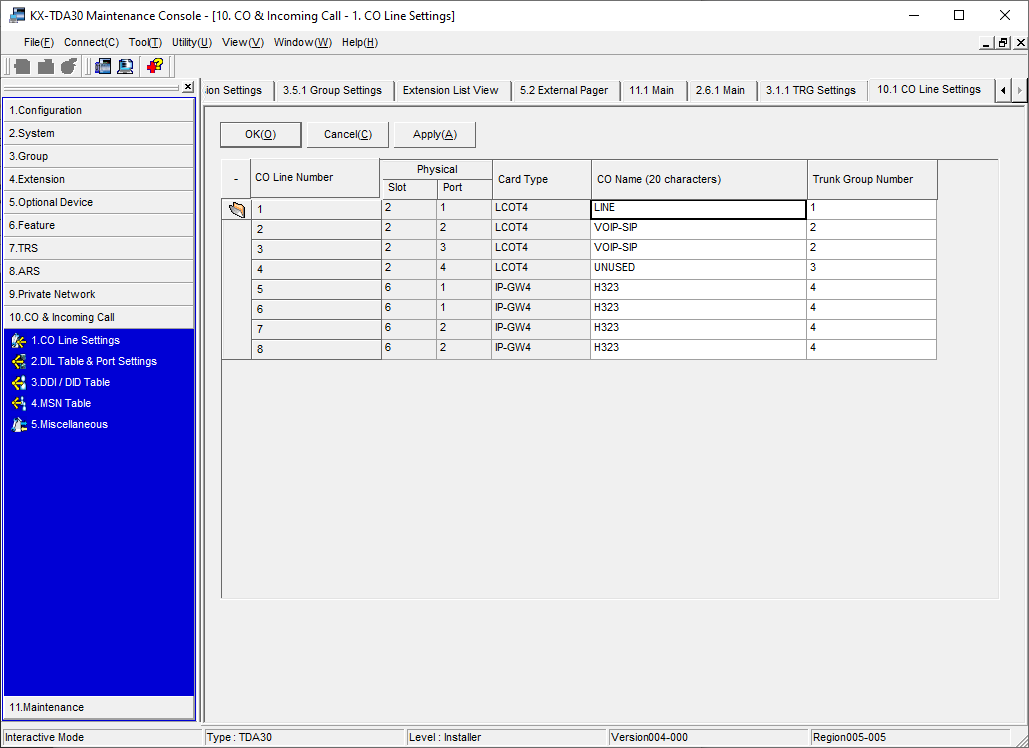 KX-TDA30 Maintenance Console - [10. CO & Incoming Call - 1. CO Line Settings]
File(F) Connect(C) Tool(T) Utility(U) View(V) Window(W) Help(H)
ion Settings 3.5.1 Group Settings Extension List View 5.2 External Pager 11.1 Main 2.6.1 Main 3.1.1 TRG Settings 10.1 CO Line Settings
1.Configuration
2.System
3.Group
4.Extension
5.Optional Device
6.Feature
7.TRS
8.ARS
9.Private Network
10.CO & Incoming Call
1.CO Line Settings
2.DIL Table & Port Settings
3.DDI / DID Table
4.MSN Table
5.Miscellaneous
11.Maintenance
OK(O) Cancel(C) Apply(A)
- CO Line Number Physical Card Type CO Name (20 characters) Trunk Group Number
Slot Port
1 2 1 LCOT4 LINE 1
2 2 2 LCOT4 VOIP-SIP 2
3 2 3 LCOT4 VOIP-SIP 2
4 2 4 LCOT4 UNUSED 3
5 6 1 IP-GW4 H323 4
6 6 1 IP-GW4 H323 4
7 6 2 IP-GW4 H323 4
8 6 2 IP-GW4 H323 4
Interactive Mode Type : TDA30 Level : Installer Version004-000 Region005-005